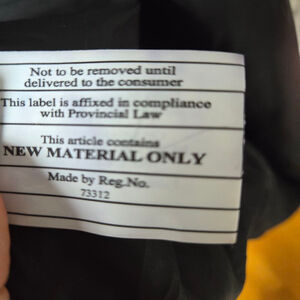 Not to be removed until
delivered to the consumer
This label is affixed in compliance
with Provincial Law
This article contains
NEW MATERIAL ONLY
Made by Reg.No.
73312